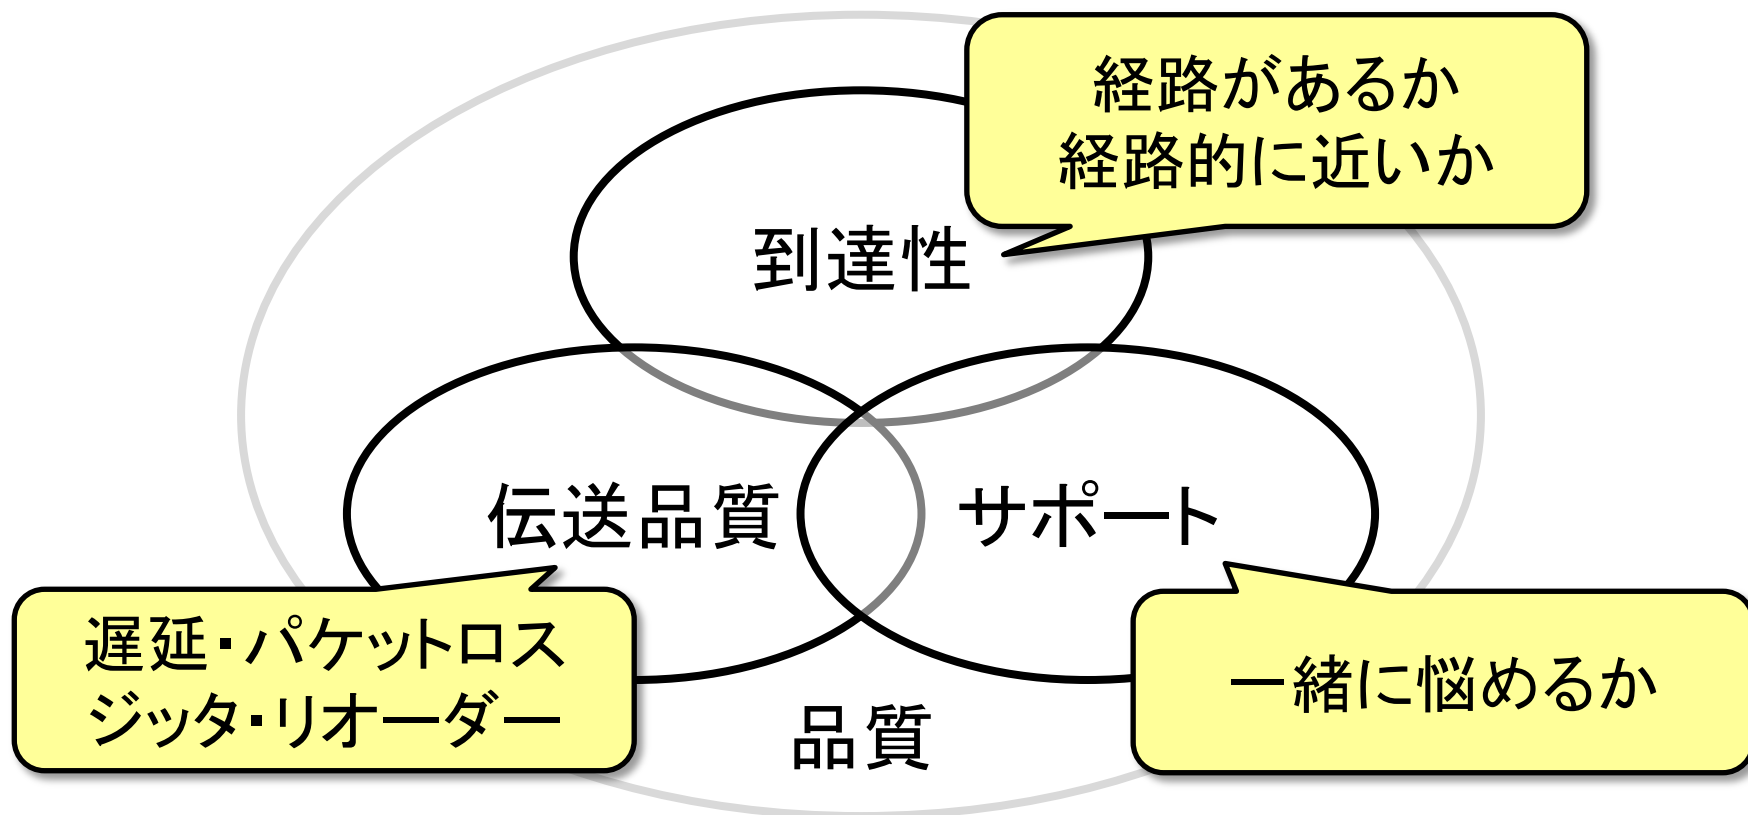 経路があるか
経路的に近いか
到達性
伝送品質
サポート
遅延・パケットロス
ジッタ・リオーダー
一緒に悩めるか
品質